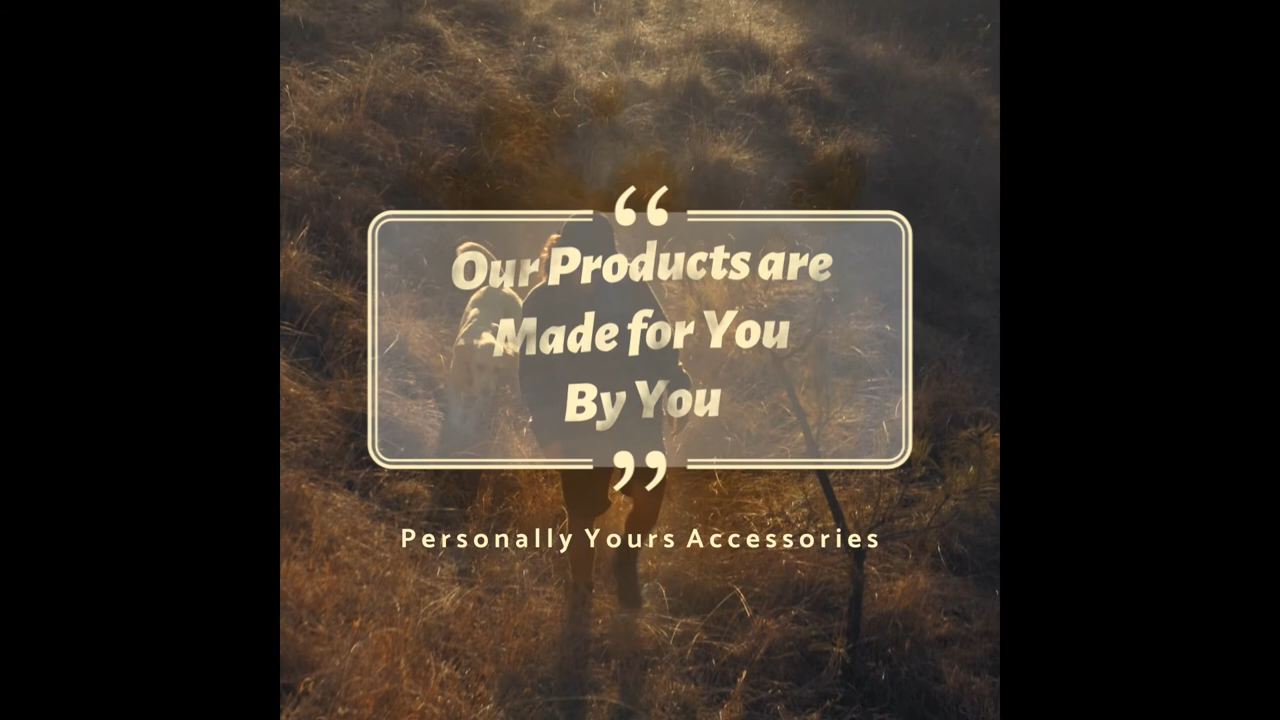 “
Our Products are
Made for You
By You
”
Personally Yours Accessories